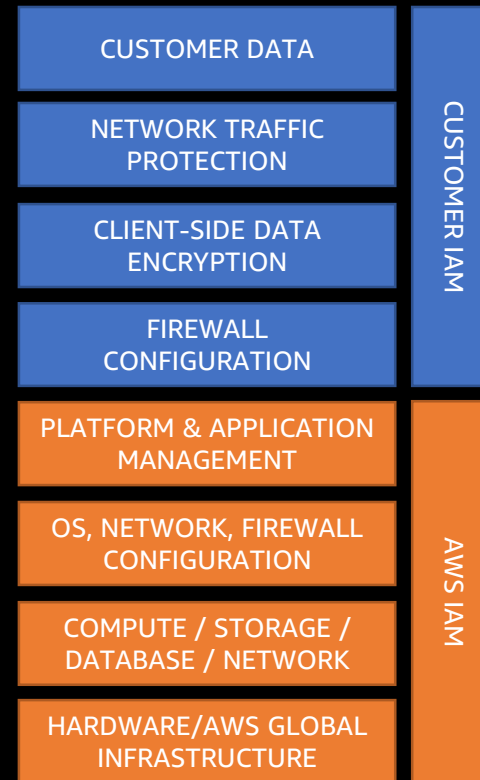 CUSTOMER DATA
NETWORK TRAFFIC
PROTECTION
CLIENT-SIDE DATA
ENCRYPTION
FIREWALL
CONFIGURATION
CUSTOMER IAM
PLATFORM & APPLICATION
MANAGEMENT
OS, NETWORK, FIREWALL
CONFIGURATION
COMPUTE / STORAGE /
DATABASE / NETWORK
HARDWARE/AWS GLOBAL
INFRASTRUCTURE
AWS IAM